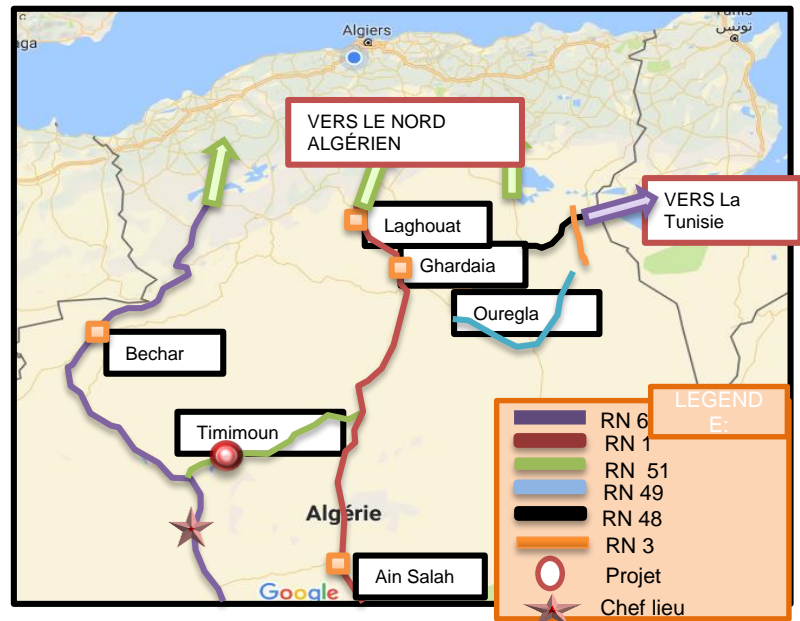 Algiers
Tunis
تونس
aga
VERS LE NORD
ALGÉRIEN
VERS La
Tunisie
Laghouat
Ghardaia
Ouregla
Bechar
Timimoun
Algérie
Ain Salah
Google
LEGEND
E:
RN 6
RN 1
RN 51
RN 49
RN 48
RN 3
Projet
Chef lieu